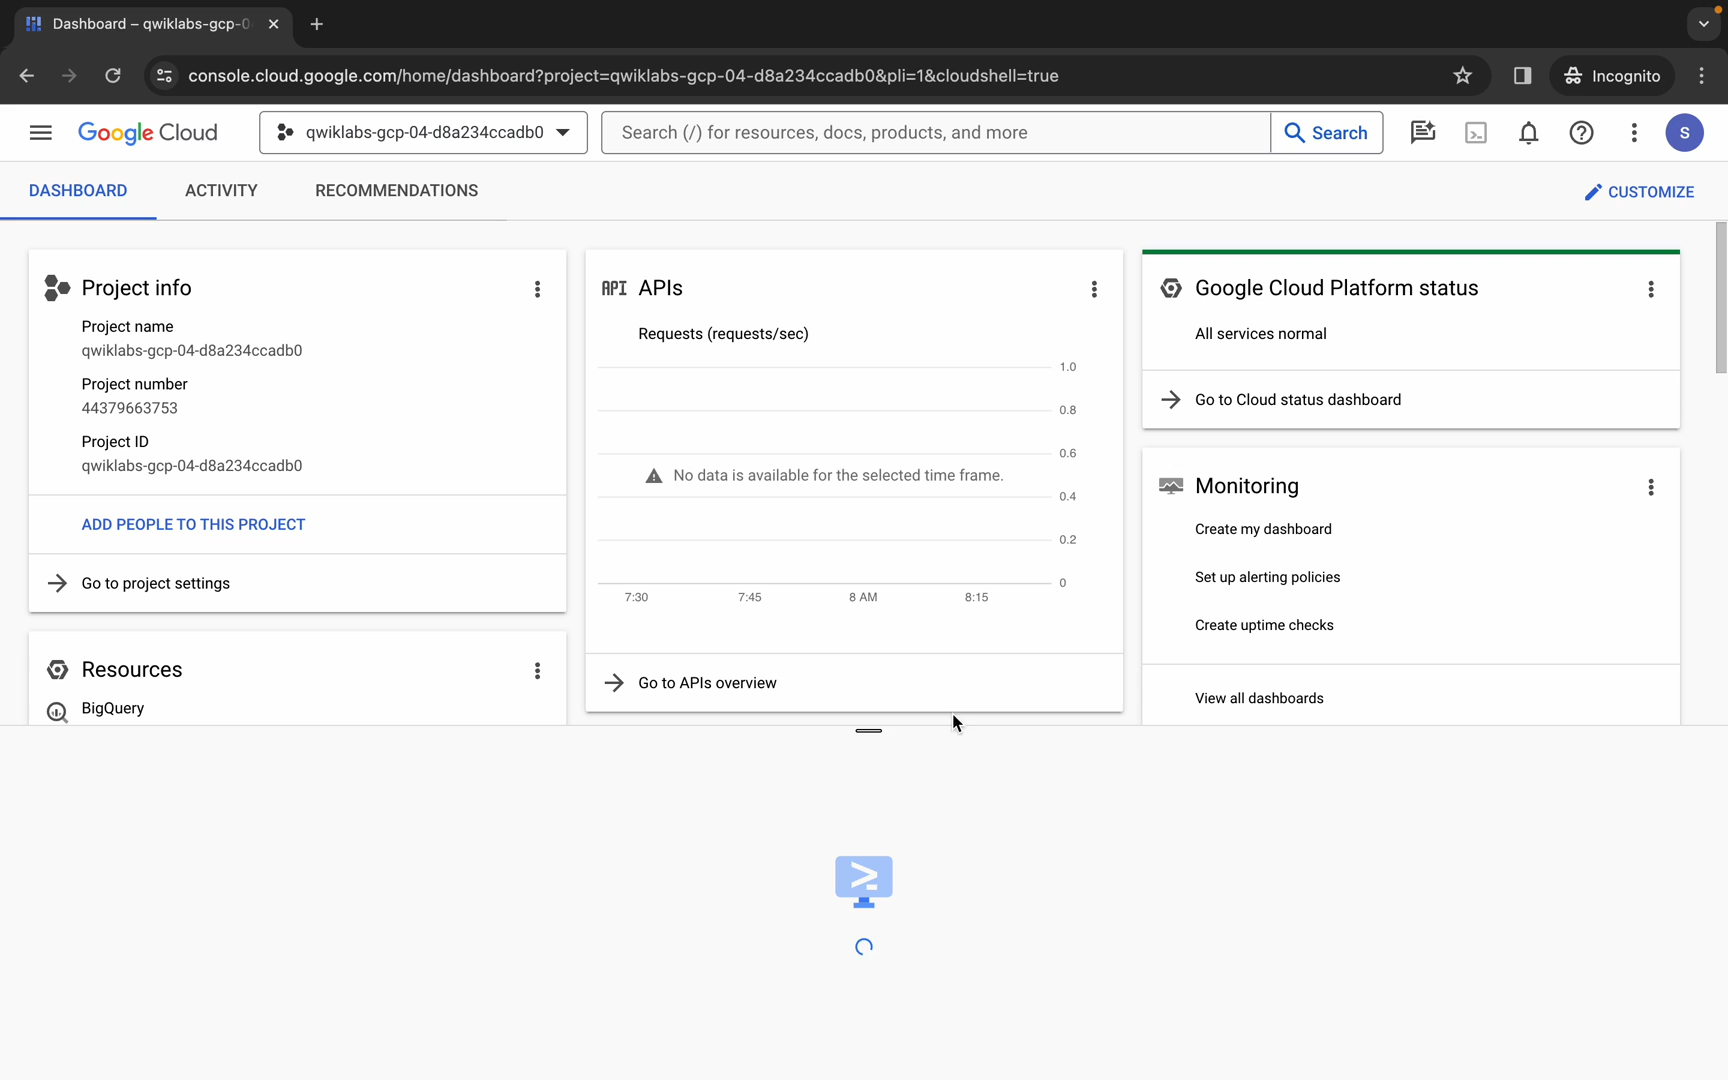 Dashboard – qwiklabs-gcp-0
console.cloud.google.com/home/dashboard?project=qwiklabs-gcp-04-d8a234ccadb0&pli=1&cloudshell=true
Incognito
Google Cloud
qwiklabs-gcp-04-d8a234ccadb0
Search (/) for resources, docs, products, and more
Search
S
DASHBOARD
ACTIVITY
RECOMMENDATIONS
CUSTOMIZE
Project info
Project name
qwiklabs-gcp-04-d8a234ccadb0
Project number
44379663753
Project ID
qwiklabs-gcp-04-d8a234ccadb0
ADD PEOPLE TO THIS PROJECT
Go to project settings
Resources
BigQuery
API APIs
Requests (requests/sec)
1.0
0.8
0.6
No data is available for the selected time frame.
0.4
0.2
0
7:30 7:45 8 AM 8:15
Go to APIs overview
Google Cloud Platform status
All services normal
Go to Cloud status dashboard
Monitoring
Create my dashboard
Set up alerting policies
Create uptime checks
View all dashboards